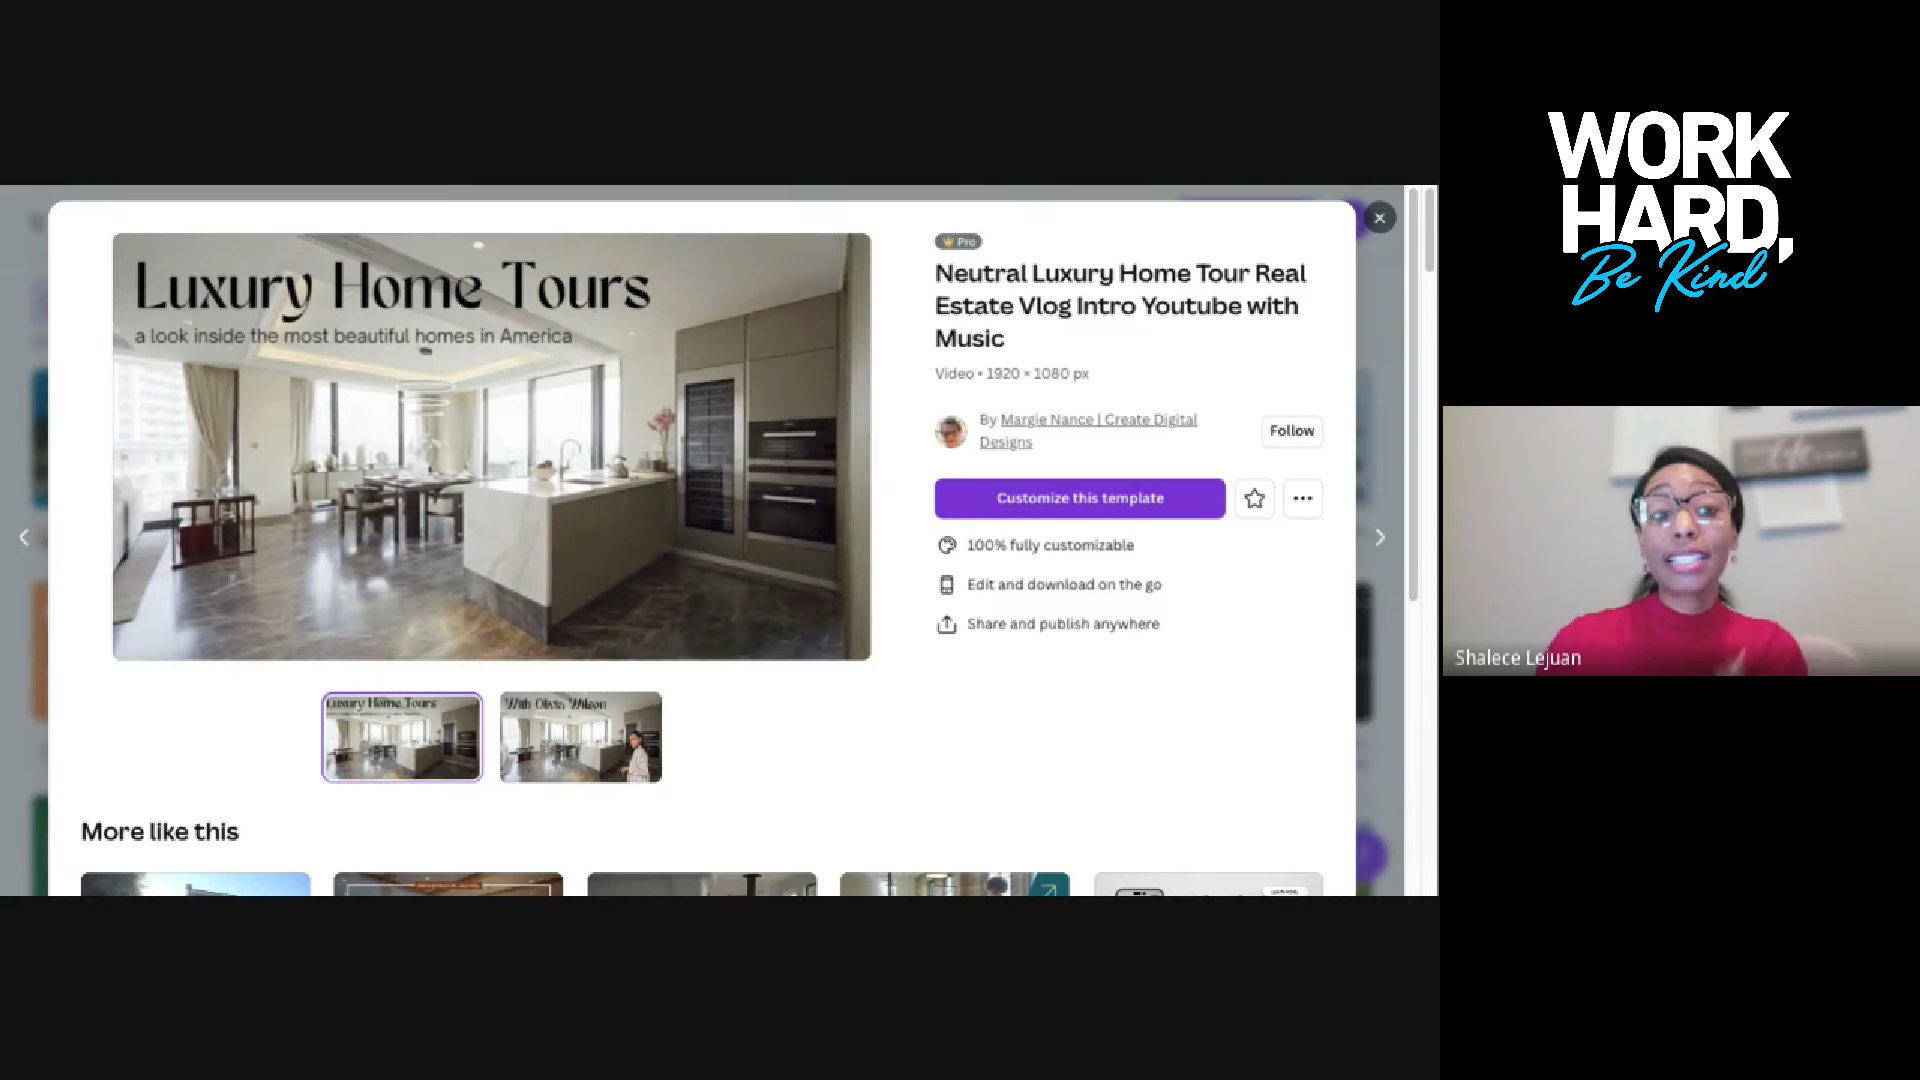 Luxury Home Tours
a look inside the most beautiful homes in America
Pro
Neutral Luxury Home Tour Real
Estate Vlog Intro Youtube with
Music
Video • 1920 × 1080 px
By Margie Nance | Create Digital
Designs
Follow
Customize this template
100% fully customizable
Edit and download on the go
Share and publish anywhere
Luxury Home Tours
With Olivia Wilson
More like this
WORK
HARD,
Be Kind
Shalece Lejuan